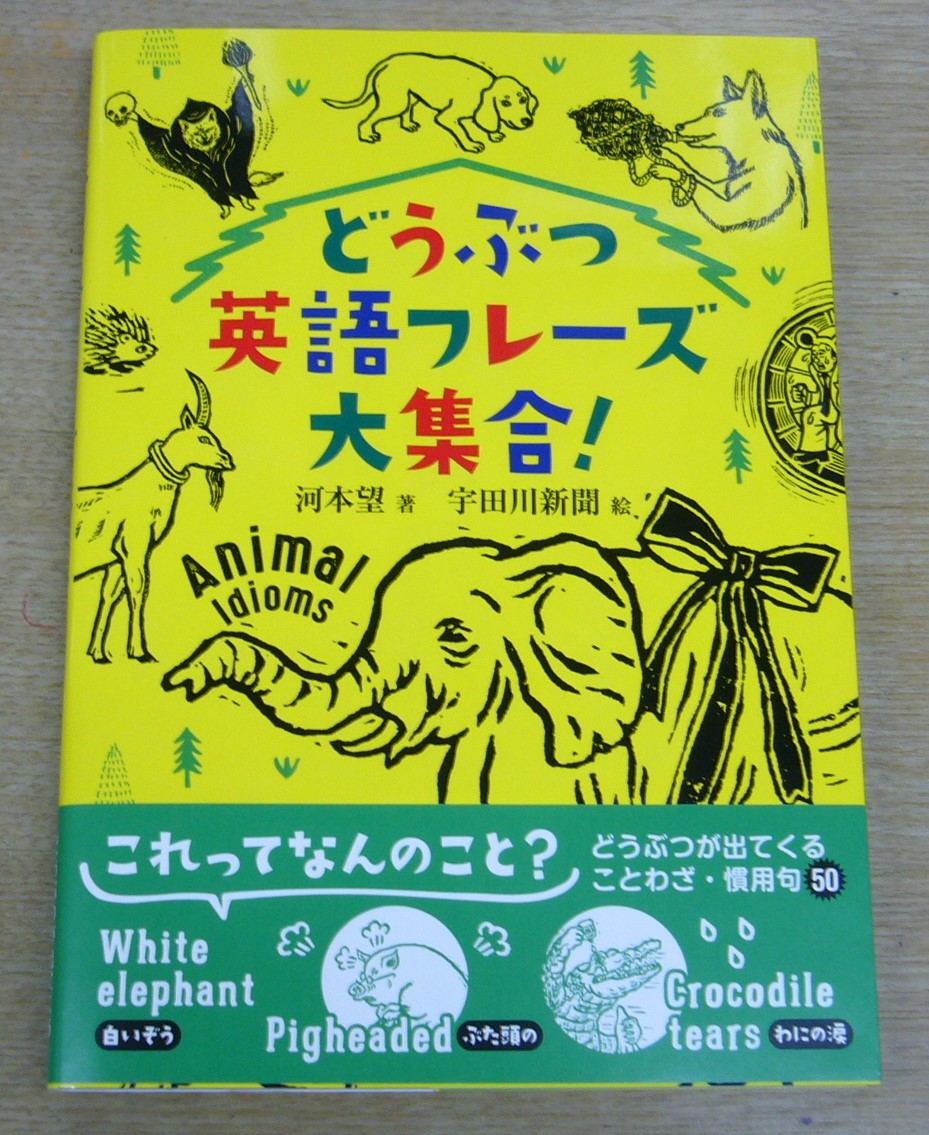 どうぶつ
英語フレーズ
大集合!
河本望 著 宇田川新聞 絵
Animal
Idioms
これってなんのこと?
どうぶつが出てくる
ことわざ・慣用句50
White
elephant
白いぞう
Pigheaded ぶた頭の
Crocodile
tears わにの涙